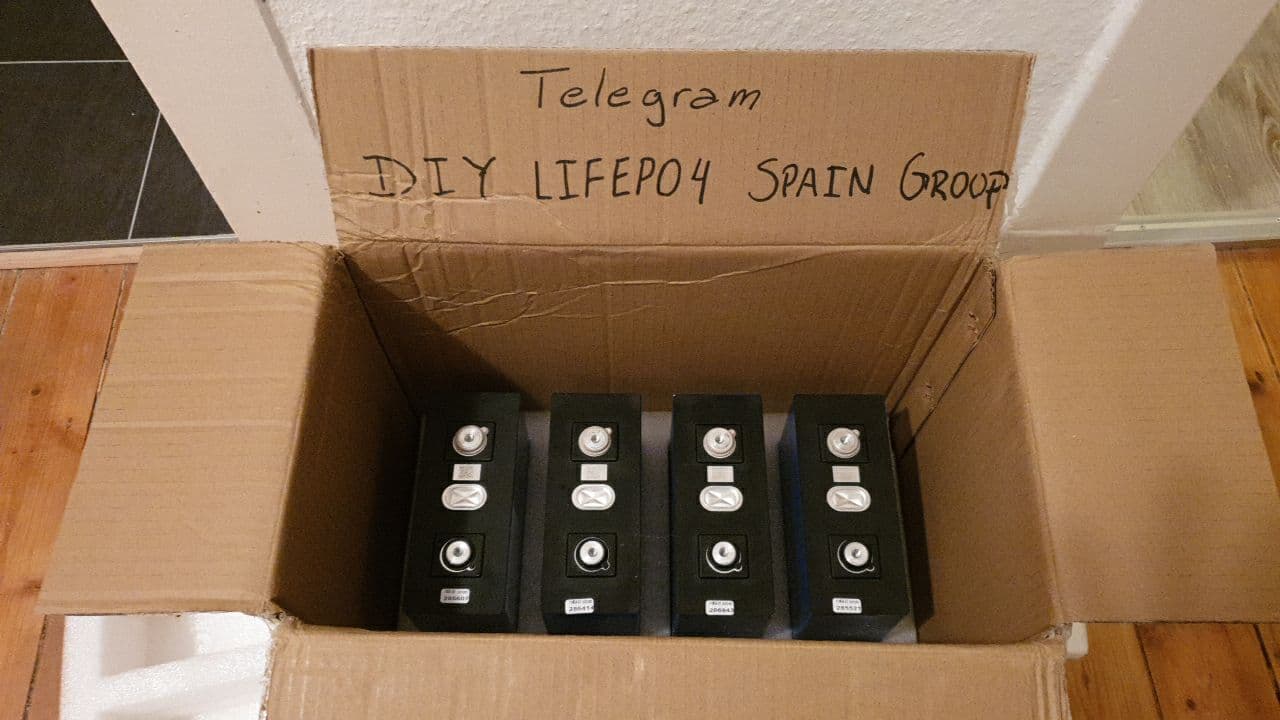 Telegram
DIY LIFEPO4 SPAIN GROUP